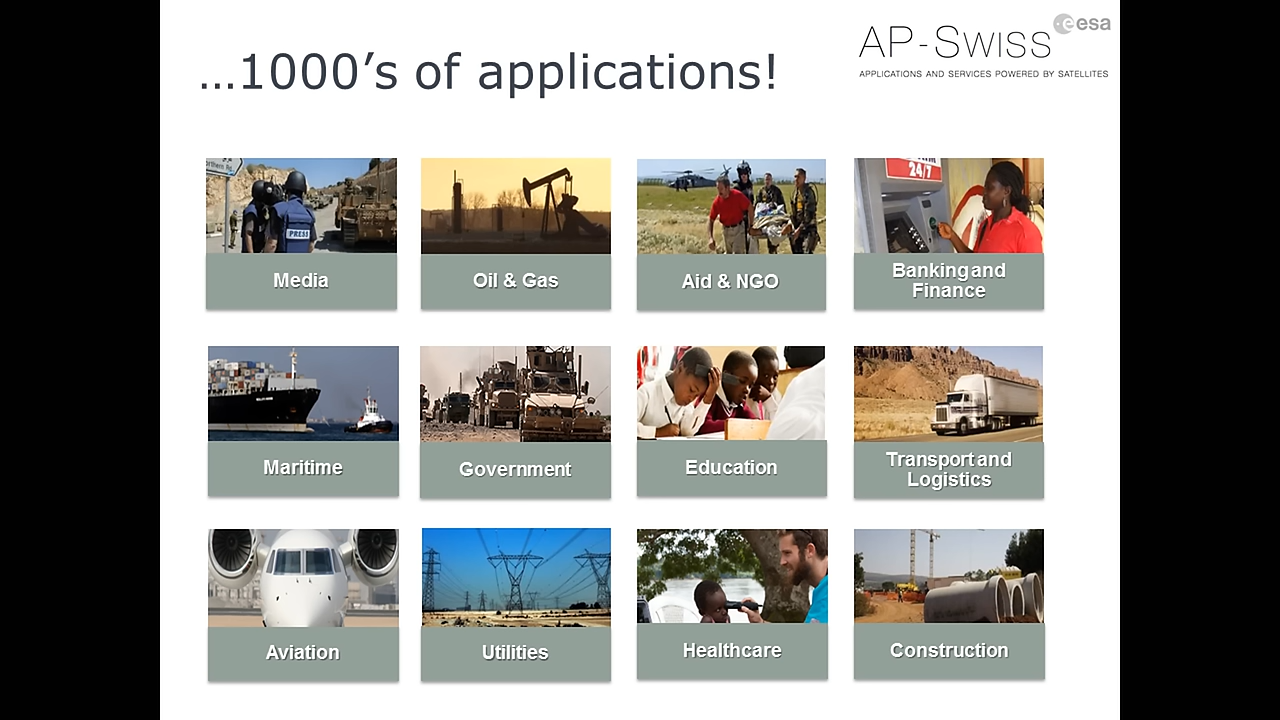 ...1000's of applications!
esa
AP-SWISS
APPLICATIONS AND SERVICES POWERED BY SATELLITES
PRESS
24/7
Media
Oil & Gas
Aid & NGO
Banking and
Finance
Maritime
Government
Education
Transport and
Logistics
Aviation
Utilities
Healthcare
Construction